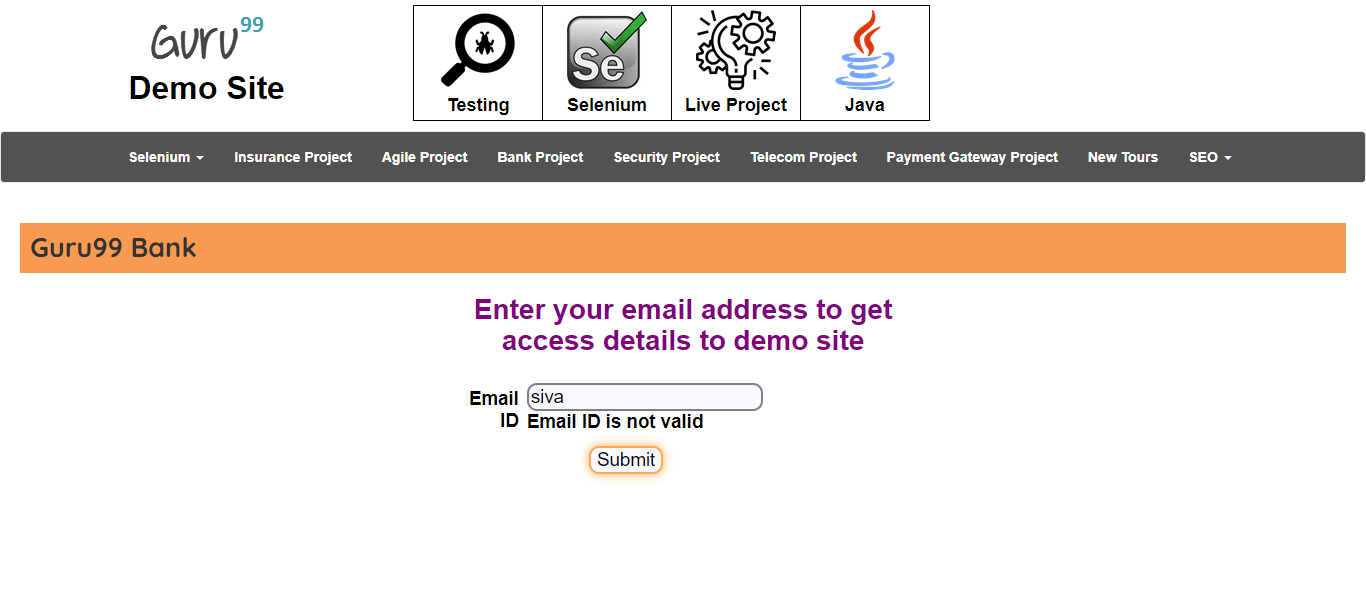 Guru99
Demo Site
Se
Testing
Selenium
Live Project
Java
Selenium
Insurance Project
Agile Project
Bank Project
Security Project
Telecom Project
Payment Gateway Project
New Tours
SEO
Guru99 Bank
Enter your email address to get
access details to demo site
Email
ID
siva
Email ID is not valid
Submit